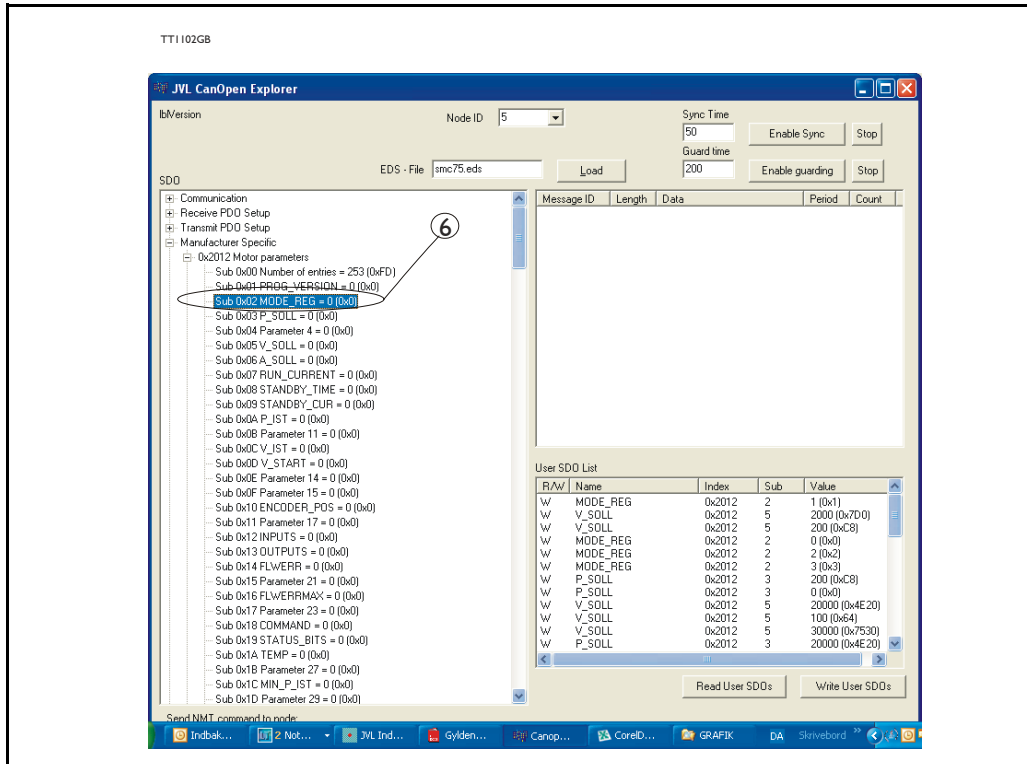 TT1102GB
JVL CanOpen Explorer
lblVersion
Node ID 5
Sync Time
50 Enable Sync Stop
Guard time
EDS - File smc75.eds Load 200 Enable guarding Stop
SDO
Communication
Receive PDO Setup
Transmit PDO Setup
Manufacturer Specific
0x2012 Motor parameters
Sub 0x00 Number of entries = 253 (0xFD)
Sub 0x01 PROG_VERSION = 0 (0x0)
Sub 0x02 MODE_REG = 0 (0x0)
Sub 0x03 P_SOLL = 0 (0x0)
Sub 0x04 Parameter 4 = 0 (0x0)
Sub 0x05 V_SOLL = 0 (0x0)
Sub 0x06 A_SOLL = 0 (0x0)
Sub 0x07 RUN_CURRENT = 0 (0x0)
Sub 0x08 STANDBY_TIME = 0 (0x0)
Sub 0x09 STANDBY_CUR = 0 (0x0)
Sub 0x0A P_IST = 0 (0x0)
Sub 0x0B Parameter 11 = 0 (0x0)
Sub 0x0C V_IST = 0 (0x0)
Sub 0x0D V_START = 0 (0x0)
Sub 0x0E Parameter 14 = 0 (0x0)
Sub 0x0F Parameter 15 = 0 (0x0)
Sub 0x10 ENCODER_POS = 0 (0x0)
Sub 0x11 Parameter 17 = 0 (0x0)
Sub 0x12 INPUTS = 0 (0x0)
Sub 0x13 OUTPUTS = 0 (0x0)
Sub 0x14 FLWERR = 0 (0x0)
Sub 0x15 Parameter 21 = 0 (0x0)
Sub 0x16 FLWERRMAX = 0 (0x0)
Sub 0x17 Parameter 23 = 0 (0x0)
Sub 0x18 COMMAND = 0 (0x0)
Sub 0x19 STATUS_BITS = 0 (0x0)
Sub 0x1A TEMP = 0 (0x0)
Sub 0x1B Parameter 27 = 0 (0x0)
Sub 0x1C MIN_P_IST = 0 (0x0)
Sub 0x1D Parameter 29 = 0 (0x0)
6
Message ID Length Data Period Count
User SDO List
R/W Name Index Sub Value
W MODE_REG 0x2012 2 1 (0x1)
W V_SOLL 0x2012 5 2000 (0x7D0)
W V_SOLL 0x2012 5 200 (0xC8)
W MODE_REG 0x2012 2 0 (0x0)
W MODE_REG 0x2012 2 2 (0x2)
W MODE_REG 0x2012 2 3 (0x3)
W P_SOLL 0x2012 3 200 (0xC8)
W P_SOLL 0x2012 3 0 (0x0)
W V_SOLL 0x2012 5 20000 (0x4E20)
W V_SOLL 0x2012 5 100 (0x64)
W V_SOLL 0x2012 5 30000 (0x7530)
W P_SOLL 0x2012 3 20000 (0x4E20)
Read User SDOs Write User SDOs
Send NMT command to node:
Indbak... 2 Not... JVL Ind... Gylden... Canop... CorelD... GRAFIK DA Skrivebord